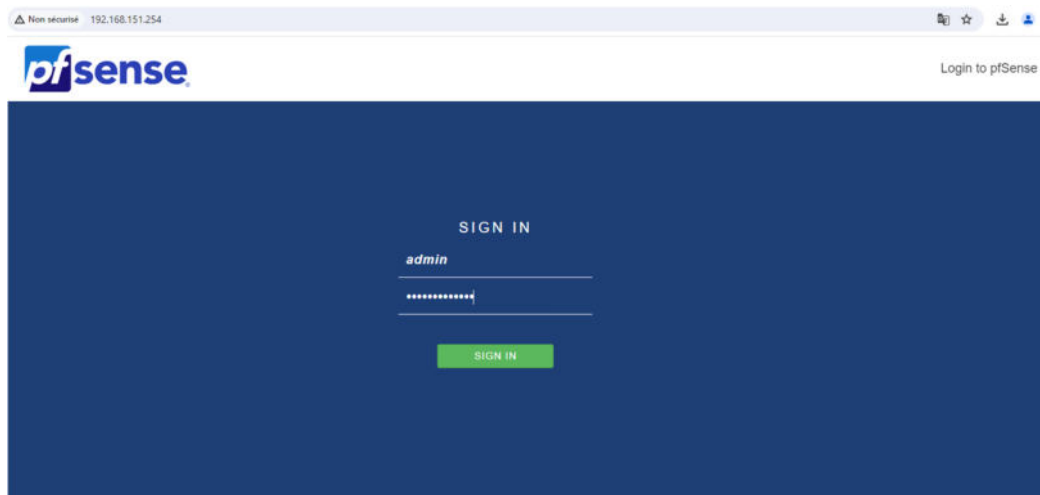 Non sécurisé 192.168.151.254
pfsense
Login to pfSense
SIGN IN
admin
•••••••••••••
SIGN IN